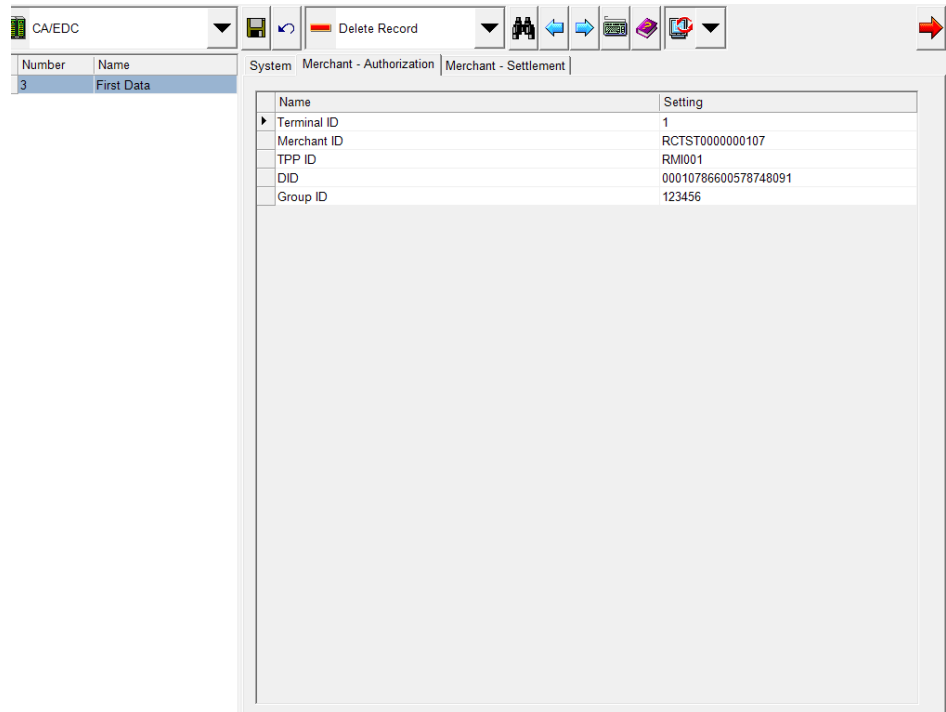 CA/EDC Delete Record
Number Name
3 First Data
System Merchant - Authorization Merchant - Settlement
Name Setting
Terminal ID 1
Merchant ID RCTST0000000107
TPP ID RMI001
DID 00010786600578748091
Group ID 123456